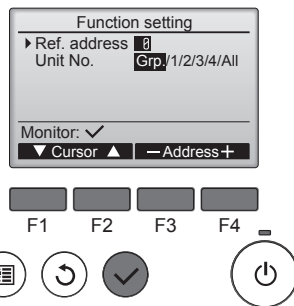 Function setting
Ref. address 0
Unit No. Grp./1/2/3/4/All
Monitor: ✓
▼ Cursor ▲ －Address＋
F1 F2 F3 F4